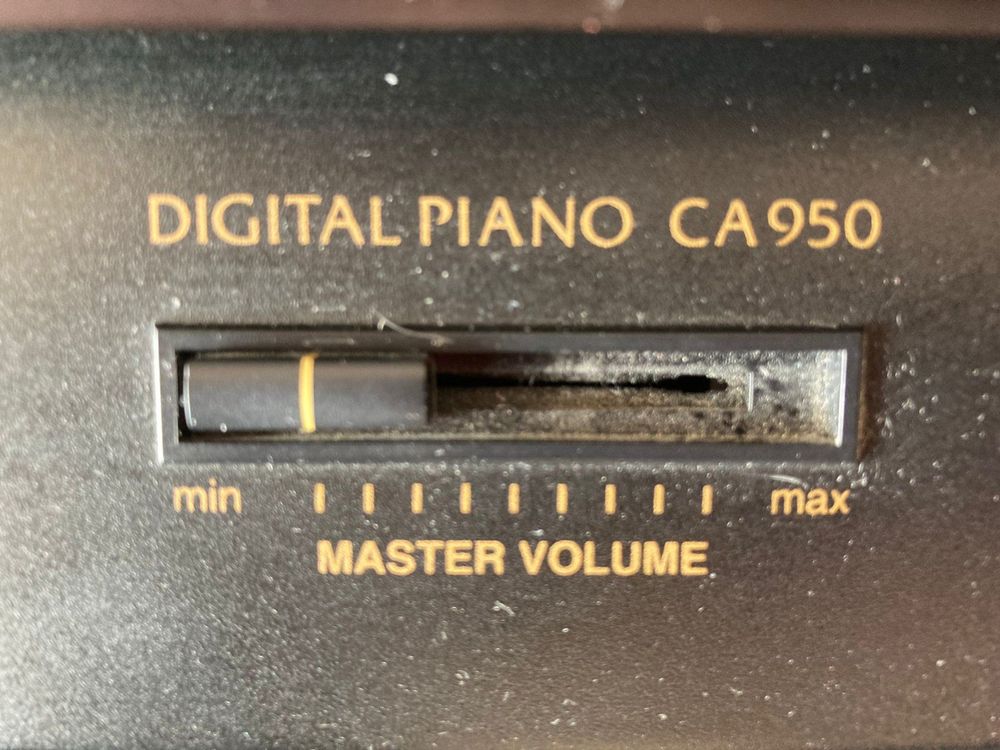 DIGITAL PIANO CA950
min max
MASTER VOLUME